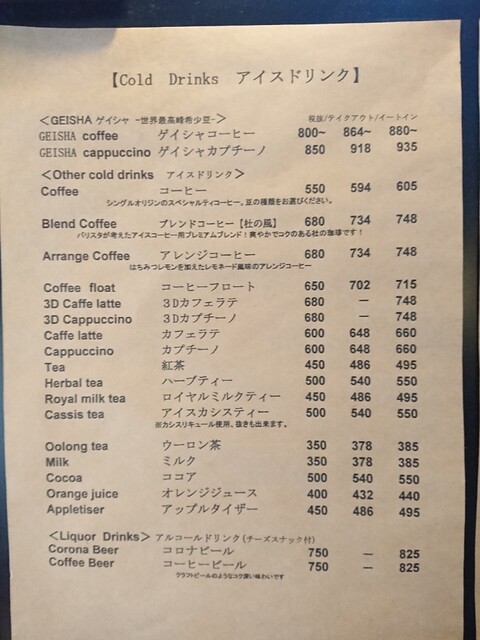 【Cold Drinks アイスドリンク】
<GEISHA ゲイシャ -世界最高峰希少豆-> 税抜/テイクアウト/イートイン
GEISHA coffee ゲイシャコーヒー 800~ 864~ 880~
GEISHA cappuccino ゲイシャカプチーノ 850 918 935
<Other cold drinks アイスドリンク>
Coffee コーヒー 550 594 605
シングルオリジンのスペシャルティコーヒー。豆の種類をお選びください。
Blend Coffee ブレンドコーヒー【杜の風】 680 734 748
バリスタが考えたアイスコーヒー用プレミアムブレンド！爽やかでコクのある杜の珈琲です！
Arrange Coffee アレンジコーヒー 680 734 748
はちみつレモンを加えたレモネード風味のアレンジコーヒー
Coffee float コーヒーフロート 650 702 715
3D Caffe latte ３Dカフェラテ 680 － 748
3D Cappuccino ３Dカプチーノ 680 － 748
Caffe latte カフェラテ 600 648 660
Cappuccino カプチーノ 600 648 660
Tea 紅茶 450 486 495
Herbal tea ハーブティー 500 540 550
Royal milk tea ロイヤルミルクティー 450 486 495
Cassis tea アイスカシスティー 500 540 550
※カシスリキュール使用。抜きも出来ます。
Oolong tea ウーロン茶 350 378 385
Milk ミルク 350 378 385
Cocoa ココア 500 540 550
Orange juice オレンジジュース 400 432 440
Appletiser アップルタイザー 450 486 495
<Liquor Drinks> アルコールドリンク(チーズスナック付)
Corona Beer コロナビール 750 － 825
Coffee Beer コーヒービール 750 － 825
クラフトビールのようなコク深い味わいです